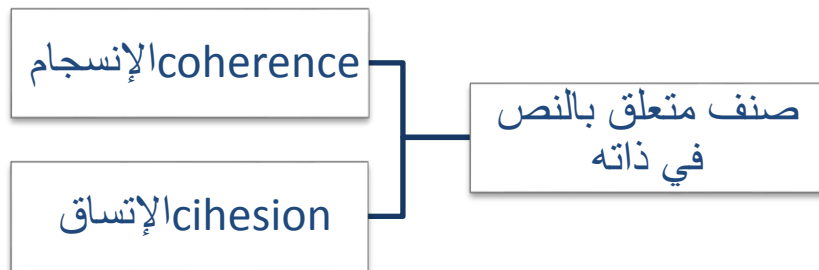 صنف متعلق بالنص
في ذاته
الإنسجامcoherence
الإتساقcihesion